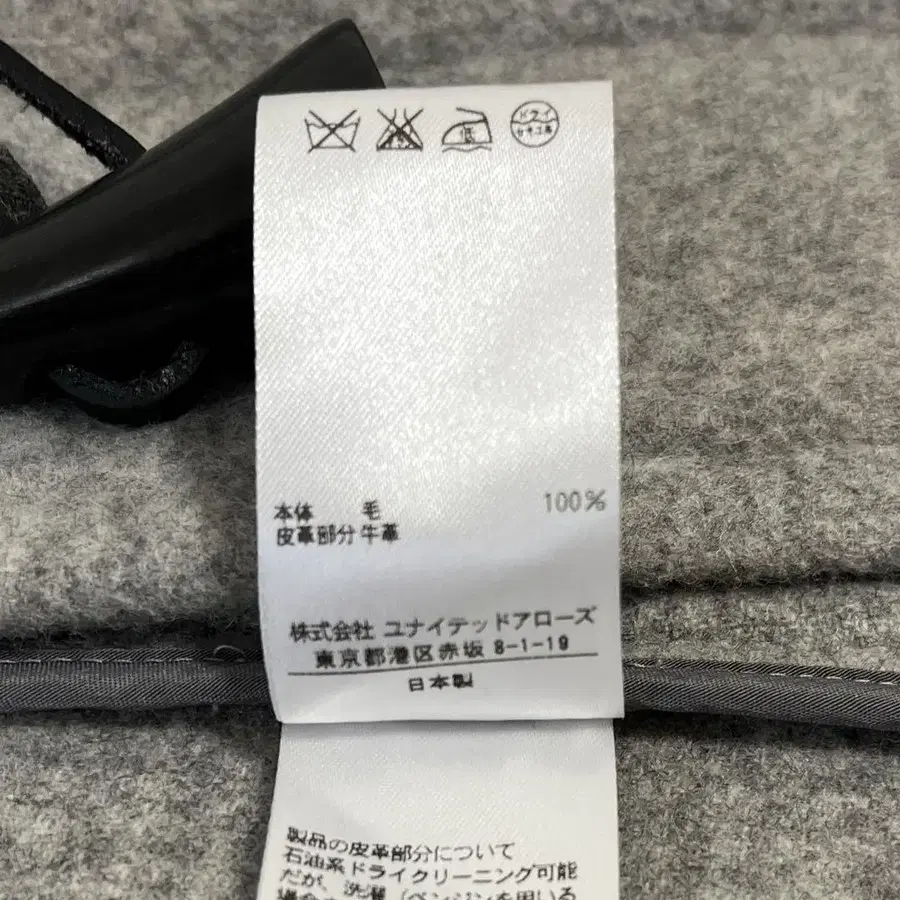 低
ドライ
セキユ系
本体 毛 100%
皮革部分 牛革
株式会社 ユナイテッドアローズ
東京都港区赤坂 8-1-19
日本製
製品の皮革部分について
石油系ドライクリーニング可能
だが、洗濯(ベンジンを用いる